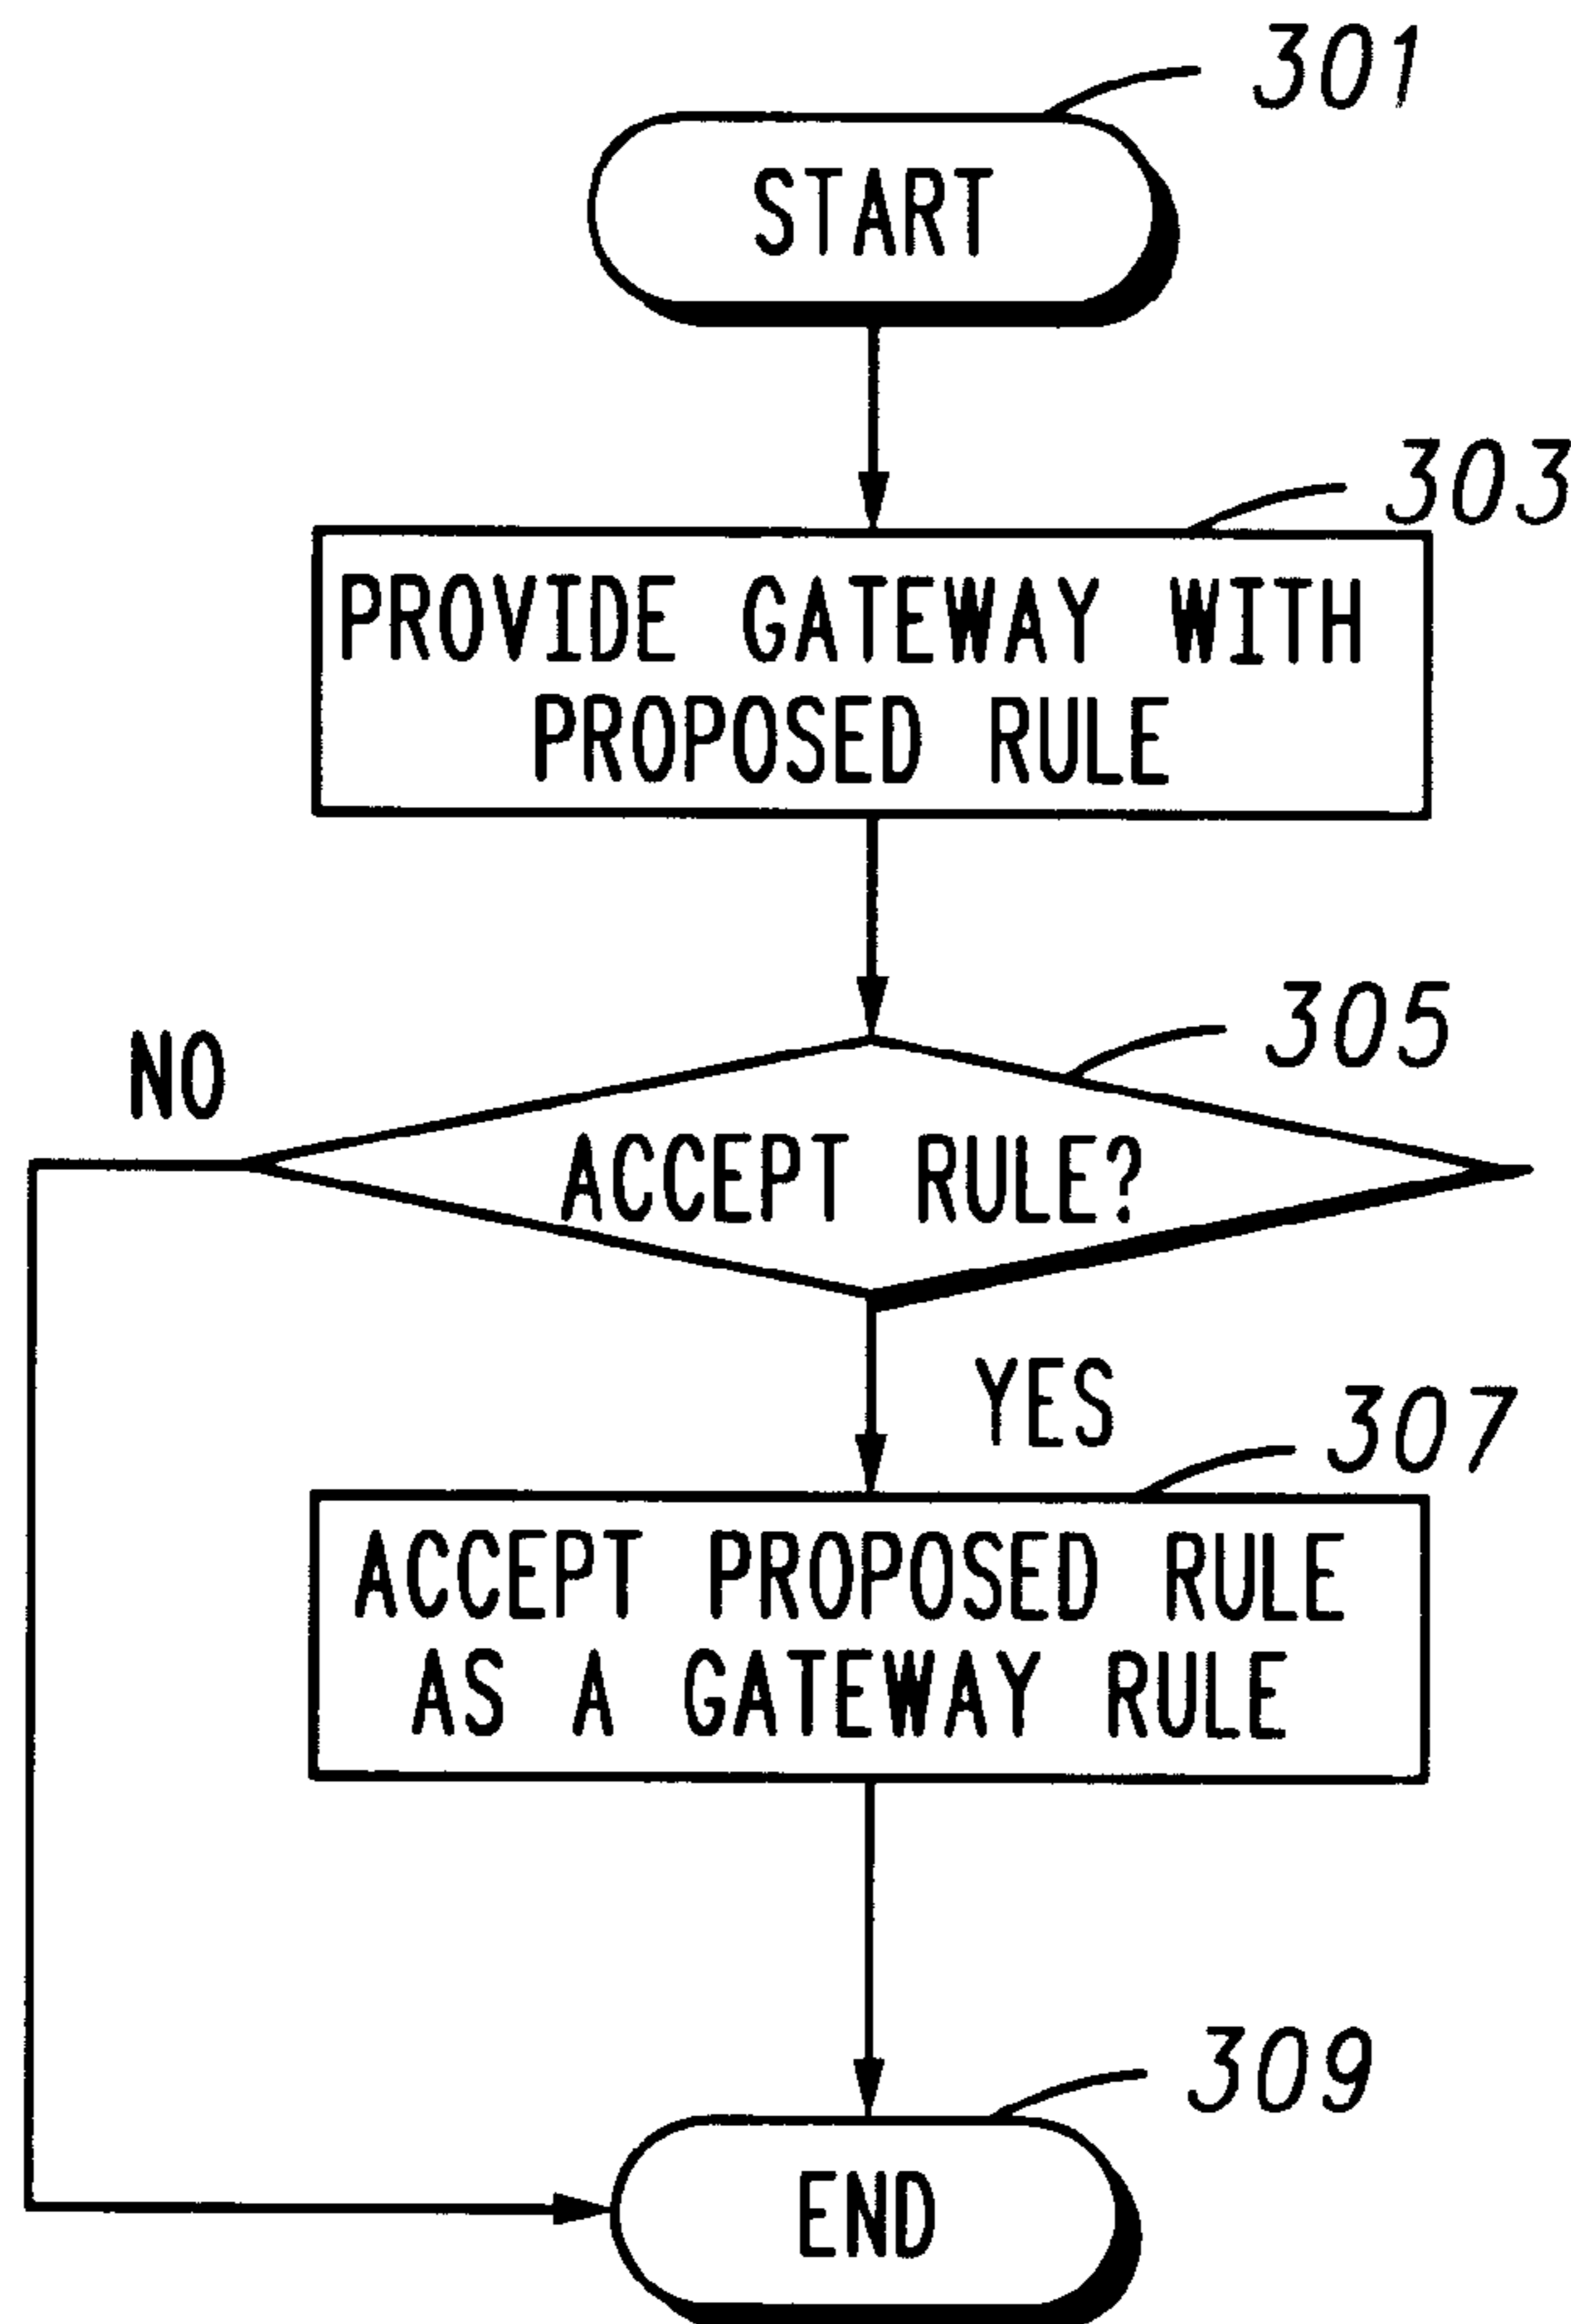 301
START
303
PROVIDE GATEWAY WITH
PROPOSED RULE
305
NO
ACCEPT RULE?
YES
307
ACCEPT PROPOSED RULE
AS A GATEWAY RULE
309
END